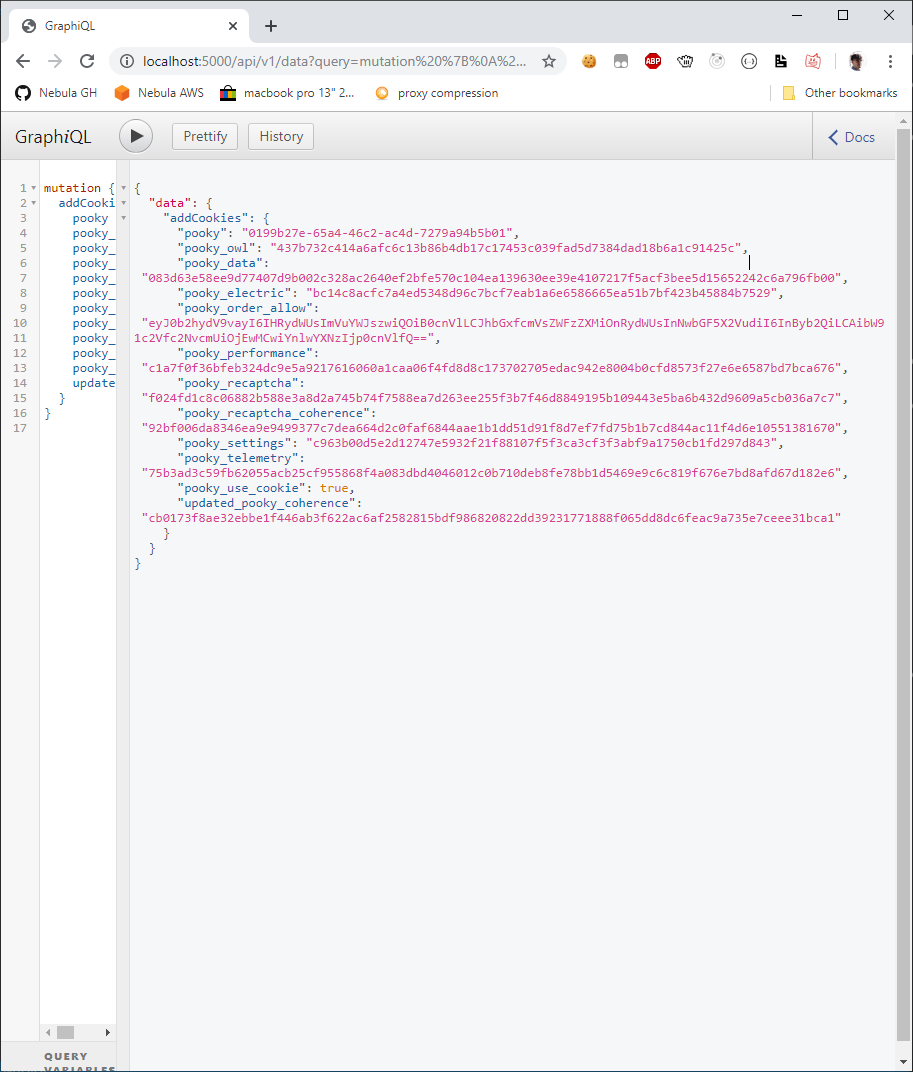 GraphiQL
localhost:5000/api/v1/data?query=mutation%20%7B%0A%2...
ABP
Nebula GH
Nebula AWS
macbook pro 13" 2...
proxy compression
Other bookmarks
GraphiQL
Prettify
History
Docs
1 mutation {
2 addCooki
3 pooky
4 pooky_
5 pooky_
6 pooky_
7 pooky_
8 pooky_
9 pooky_
10 pooky_
11 pooky_
12 pooky_
13 pooky_
14 update
15 }
16 }
17
QUERY
VARIABLES
{
"data": {
"addCookies": {
"pooky": "0199b27e-65a4-46c2-ac4d-7279a94b5b01",
"pooky_owl": "437b732c414a6afc6c13b86b4db17c17453c039fad5d7384dad18b6a1c91425c",
"pooky_data":
"083d63e58ee9d77407d9b002c328ac2640ef2bfe570c104ea139630ee39e4107217f5acf3bee5d15652242c6a796fb00",
"pooky_electric": "bc14c8acfc7a4ed5348d96c7bcf7eab1a6e6586665ea51b7bf423b45884b7529",
"pooky_order_allow":
"eyJ0b2hydV9vayI6IHRydWUsImVuYWJszwiQOiB0cnVlLCJhbGxfcmVsZWFzZXMiOnRydWUsInNwbGF5X2VudiI6InByb2QiLCAibW9
1c2Vfc2NvcmUiOjEwMCwiYnlwYXNzIjp0cnVlfQ==",
"pooky_performance":
"c1a7f0f36bfeb324dc9e5a9217616060a1caa06f4fd8d8c173702705edac942e8004b0cfd8573f27e6e6587bd7bca676",
"pooky_recaptcha":
"f024fd1c8c06882b588e3a8d2a745b74f7588ea7d263ee255f3b7f46d8849195b109443e5ba6b432d9609a5cb036a7c7",
"pooky_recaptcha_coherence":
"92bf006da8346ea9e9499377c7dea664d2c0faf6844aae1b1dd51d91f8d7ef7fd75b1b7cd844ac11f4d6e10551381670",
"pooky_settings": "c963b00d5e2d12747e5932f21f88107f5f3ca3cf3f3abf9a1750cb1fd297d843",
"pooky_telemetry":
"75b3ad3c59fb62055acb25cf955868f4a083dbd4046012c0b710deb8fe78bb1d5469e9c6c819f676e7bd8afd67d182e6",
"pooky_use_cookie": true,
"updated_pooky_coherence":
"cb0173f8ae32ebbe1f446ab3f622ac6af2582815bdf986820822dd39231771888f065dd8dc6feac9a735e7ceee31bca1"
}
}
}